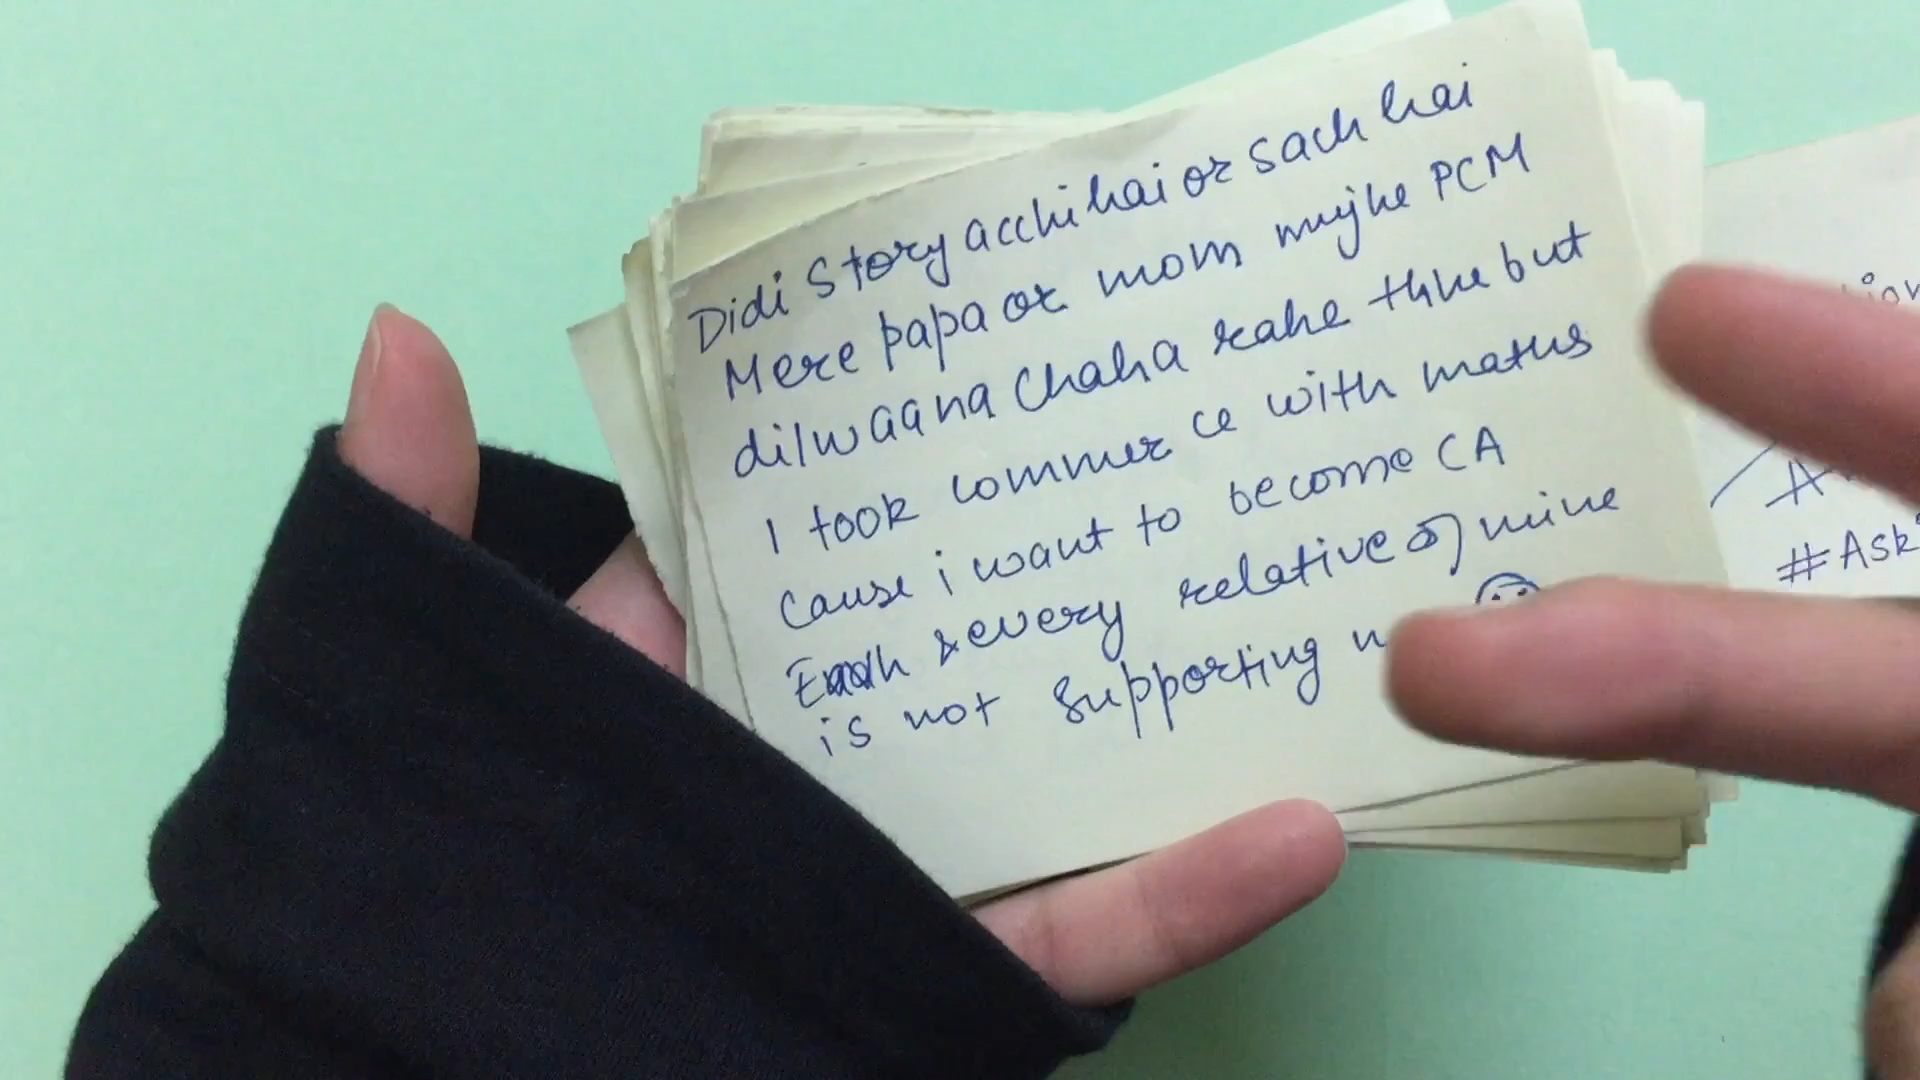 Didi Story acchi hai or sach hai
Mere papa or mom mujhe PCM
dilwaana chaha rahe thhe but
I took commerce with maths
cause i want to become CA
Each & every relative of mine
is not supporting
#Ask